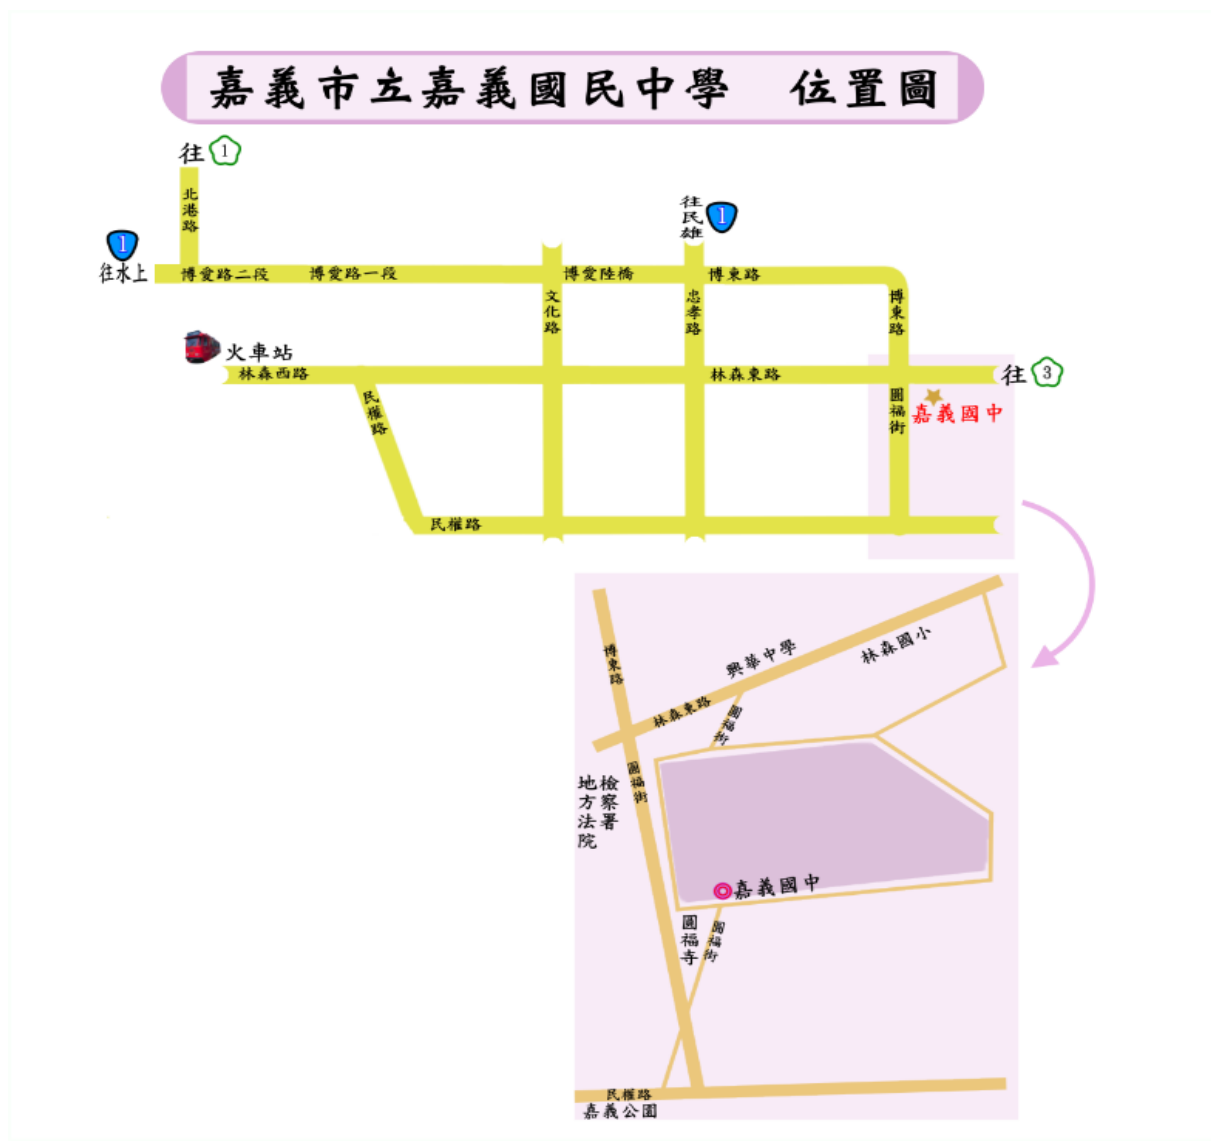 嘉義市立嘉義國民中學 位置圖
往 1
北港路
1
往水上
往民雄
1
博愛路二段
博愛路一段
博愛陸橋
博東路
文化路
忠孝路
博東路
火車站
林森西路
林森東路
往 3
民權路
圓福街
嘉義國中
民權路
博東路
興華中學
林森國小
林森東路
圓福街
圓福街
檢察署
地方法院
嘉義國中
圓福寺
圓福街
民權路
嘉義公園